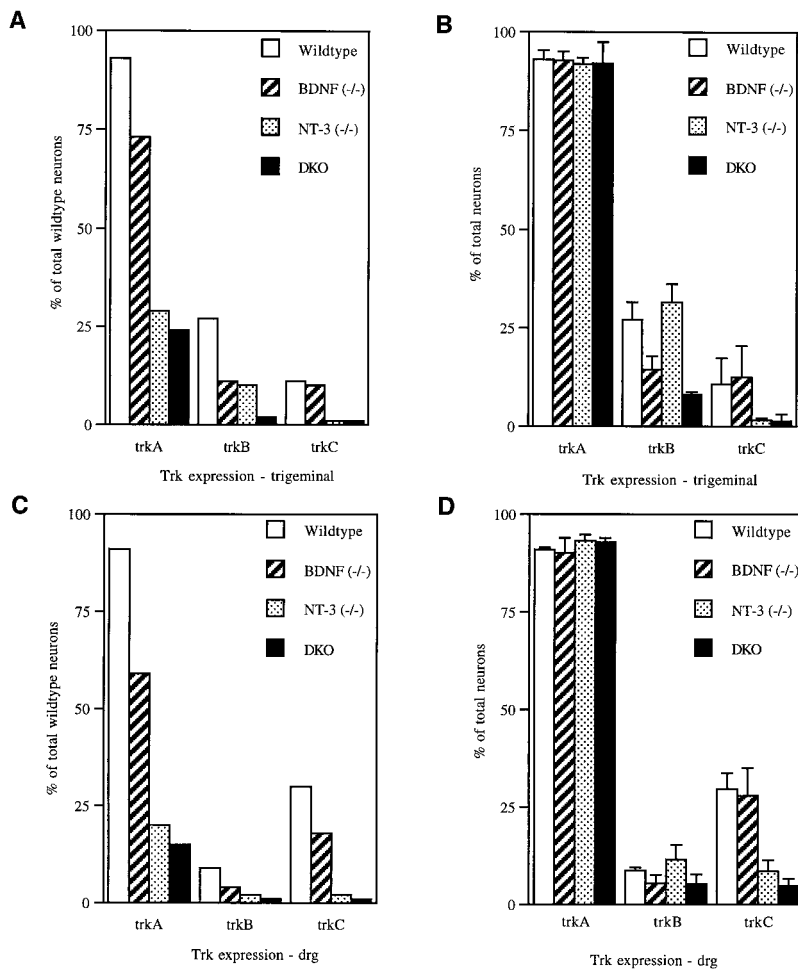 A
100
75
50
25
0
% of total wildtype neurons
Wildtype
BDNF (-/-)
NT-3 (-/-)
DKO
trkA trkB trkC
Trk expression - trigeminal
B
100
75
50
25
0
% of total neurons
Wildtype
BDNF (-/-)
NT-3 (-/-)
DKO
trkA trkB trkC
Trk expression - trigeminal
C
100
75
50
25
0
% of total wildtype neurons
Wildtype
BDNF (-/-)
NT-3 (-/-)
DKO
trkA trkB trkC
Trk expression - drg
D
100
75
50
25
0
% of total neurons
Wildtype
BDNF (-/-)
NT-3 (-/-)
DKO
trkA trkB trkC
Trk expression - drg